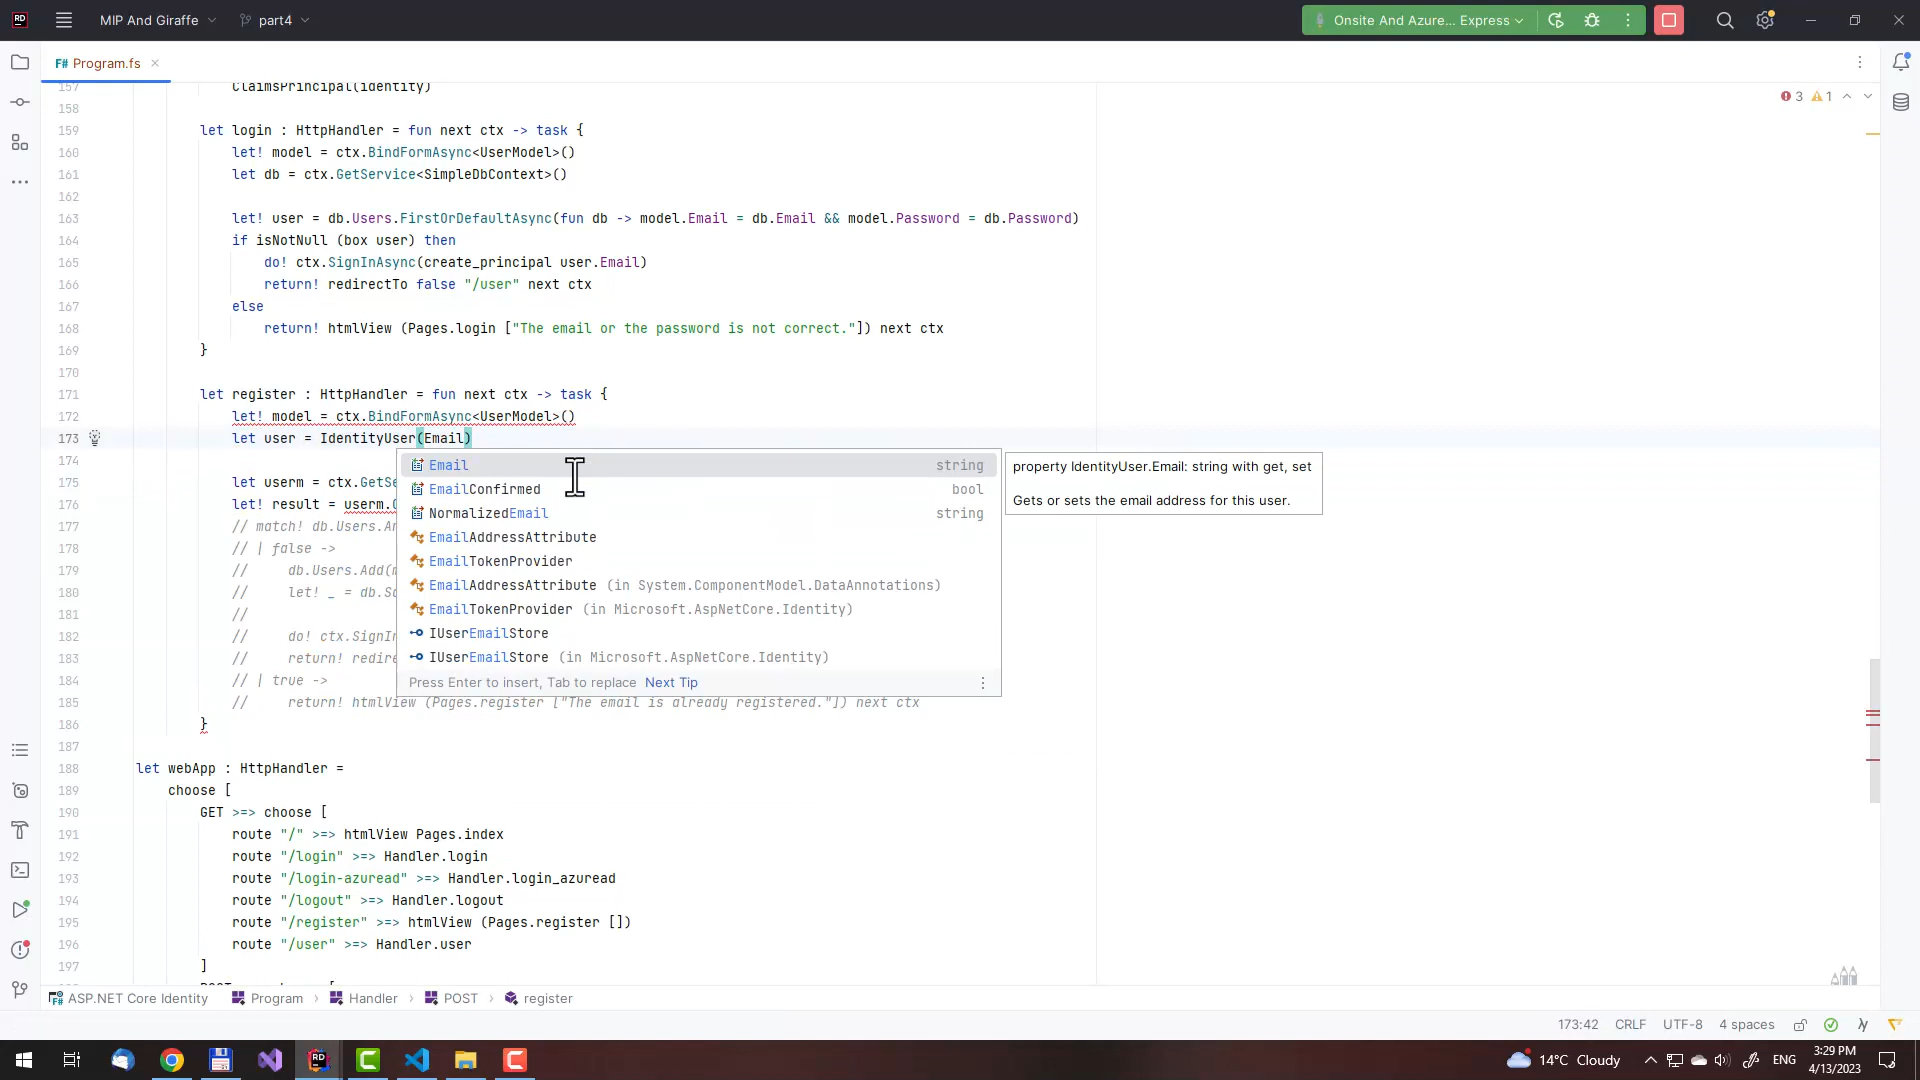 MIP And Giraffe
part4
Onsite And Azure... Express
F# Program.fs
3
1
157 ClaimsPrincipal(identity)
158
159 let login : HttpHandler = fun next ctx -> task {
160 let! model = ctx.BindFormAsync<UserModel>()
161 let db = ctx.GetService<SimpleDbContext>()
162
163 let! user = db.Users.FirstOrDefaultAsync(fun db -> model.Email = db.Email && model.Password = db.Password)
164 if isNotNull (box user) then
165 do! ctx.SignInAsync(create_principal user.Email)
166 return! redirectTo false "/user" next ctx
167 else
168 return! htmlView (Pages.login ["The email or the password is not correct."]) next ctx
169 }
170
171 let register : HttpHandler = fun next ctx -> task {
172 let! model = ctx.BindFormAsync<UserModel>()
173 let user = IdentityUser(Email)
174
175 let userm = ctx.GetSe
176 let! result = userm.
177 // match! db.Users.An
178 // | false ->
179 // db.Users.Add(m
180 // let! _ = db.Sa
181 //
182 // do! ctx.SignIn
183 // return! redire
184 // | true ->
185 // return! htmlView (Pages.register ["The email is already registered."]) next ctx
186 }
187
188 let webApp : HttpHandler =
189 choose [
190 GET >=> choose [
191 route "/" >=> htmlView Pages.index
192 route "/login" >=> Handler.login
193 route "/login-azuread" >=> Handler.login_azuread
194 route "/logout" >=> Handler.logout
195 route "/register" >=> htmlView (Pages.register [])
196 route "/user" >=> Handler.user
197 ]
Email string
EmailConfirmed bool
NormalizedEmail string
EmailAddressAttribute
EmailTokenProvider
EmailAddressAttribute (in System.ComponentModel.DataAnnotations)
EmailTokenProvider (in Microsoft.AspNetCore.Identity)
IUserEmailStore
IUserEmailStore (in Microsoft.AspNetCore.Identity)
Press Enter to insert, Tab to replace Next Tip
property IdentityUser.Email: string with get, set
Gets or sets the email address for this user.
ASP.NET Core Identity
Program
Handler
POST
register
173:42
CRLF
UTF-8
4 spaces
14°C Cloudy
ENG
3:29 PM
4/13/2023